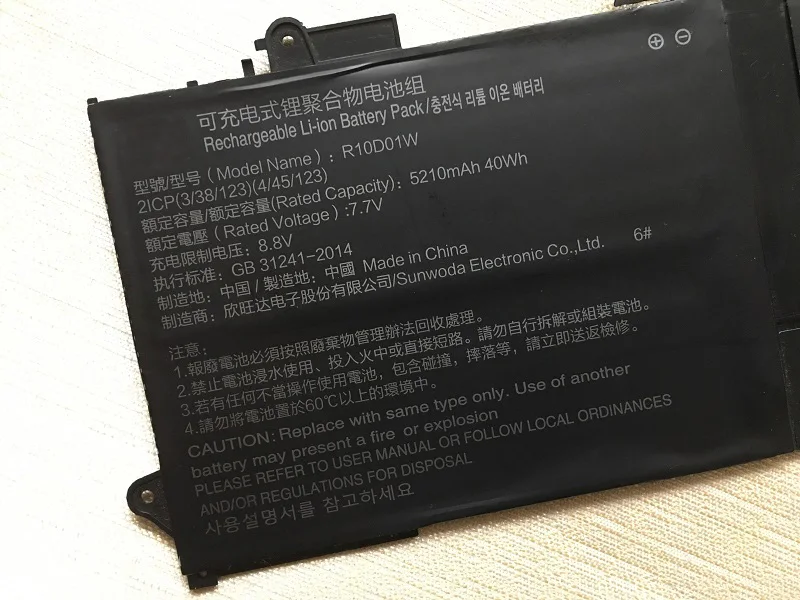 ⊕ ⊖
可充电式锂聚合物电池组
Rechargeable Li-ion Battery Pack/충전식 리튬 이온 배터리
型號/型号（Model Name）: R10D01W
2ICP(3/38/123)(4/45/123)
額定容量/额定容量(Rated Capacity): 5210mAh 40Wh
額定電壓（Rated Voltage）:7.7V
充电限制电压: 8.8V
执行标准: GB 31241-2014
制造地: 中国 / 製造地: 中國 Made in China
制造商: 欣旺达电子股份有限公司/Sunwoda Electronic Co.,Ltd. 6#
注意:
1.報廢電池必須按照廢棄物管理辦法回收處理。
2.禁止電池浸水使用、投入火中或直接短路。請勿自行拆解或組裝電池。
3.若有任何不當操作使用電池，包含碰撞，摔落等，請立即送返檢修。
4.請勿將電池置於60℃以上的環境中。
CAUTION: Replace with same type only. Use of another
battery may present a fire or explosion
PLEASE REFER TO USER MANUAL OR FOLLOW LOCAL ORDINANCES
AND/OR REGULATIONS FOR DISPOSAL
사용설명서를 참고하세요